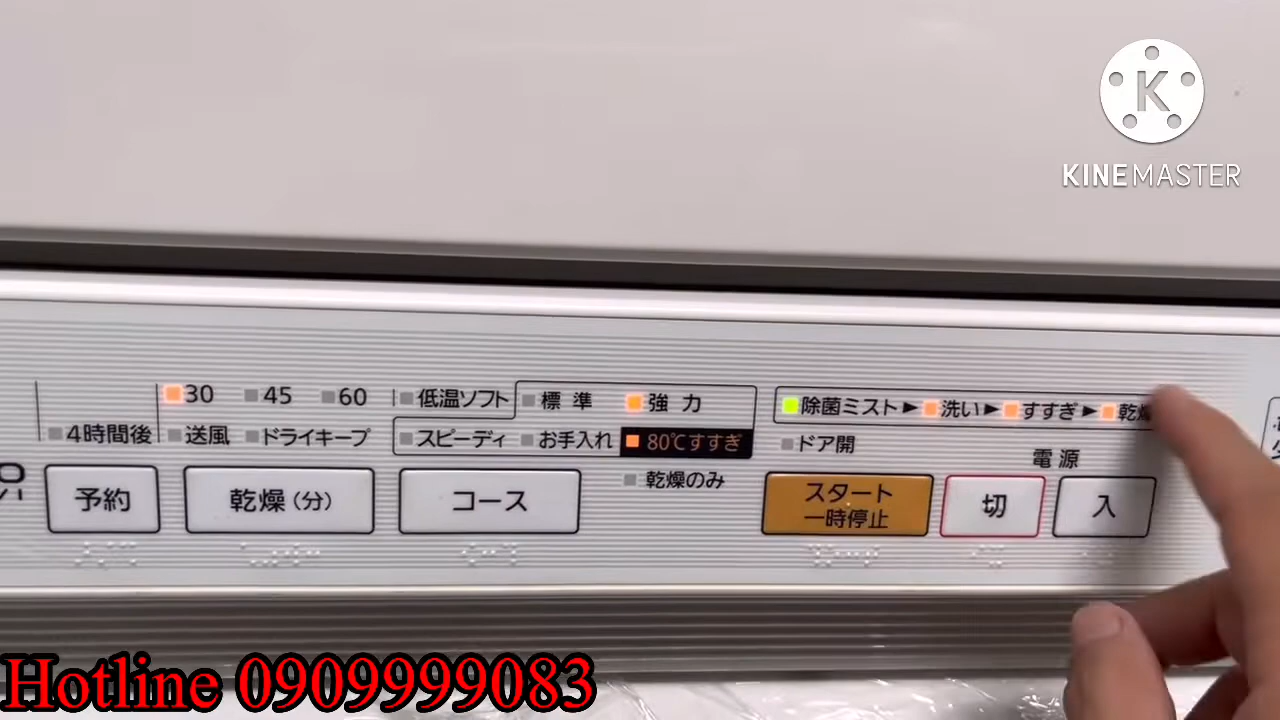 KINEMASTER
30 45 60 低温ソフト 標準 強力 除菌ミスト▶洗い▶すすぎ▶乾燥
4時間後 送風 ドライキープ スピーディ お手入れ 80℃すすぎ ドア開 電源
乾燥のみ
予約 乾燥(分) コース スタート 一時停止 切 入
Hotline 0909999083